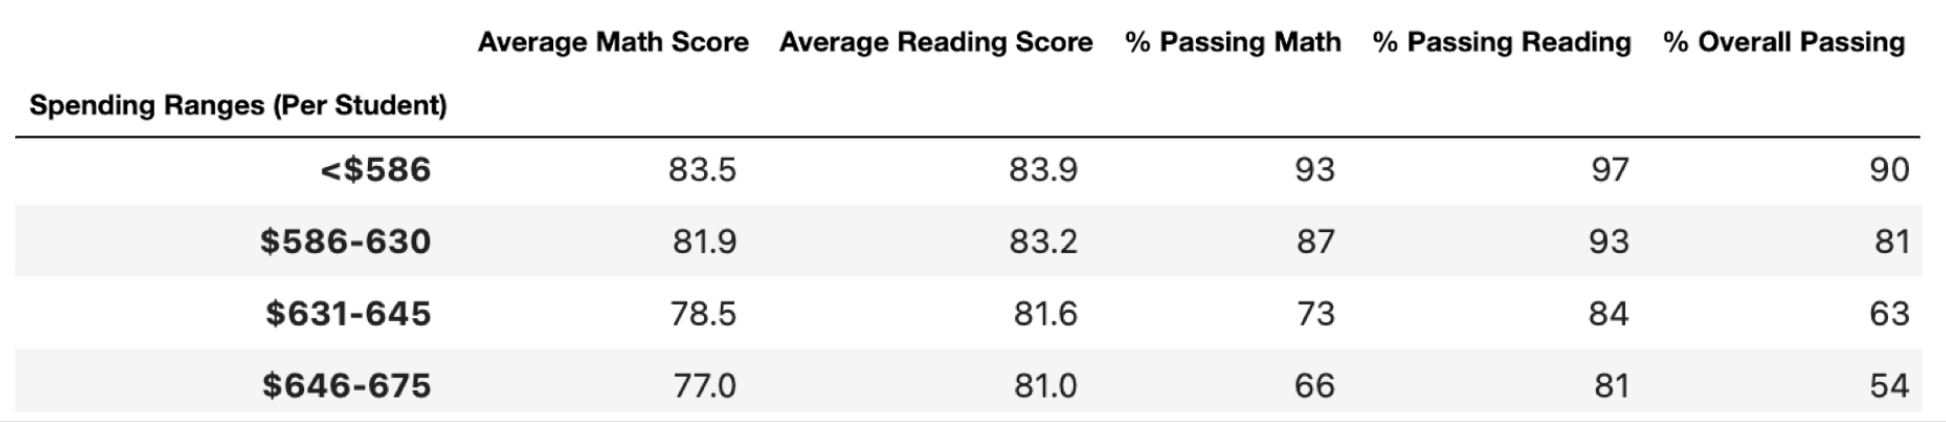 Average Math Score Average Reading Score % Passing Math % Passing Reading % Overall Passing
Spending Ranges (Per Student)
<$586 83.5 83.9 93 97 90
$586-630 81.9 83.2 87 93 81
$631-645 78.5 81.6 73 84 63
$646-675 77.0 81.0 66 81 54